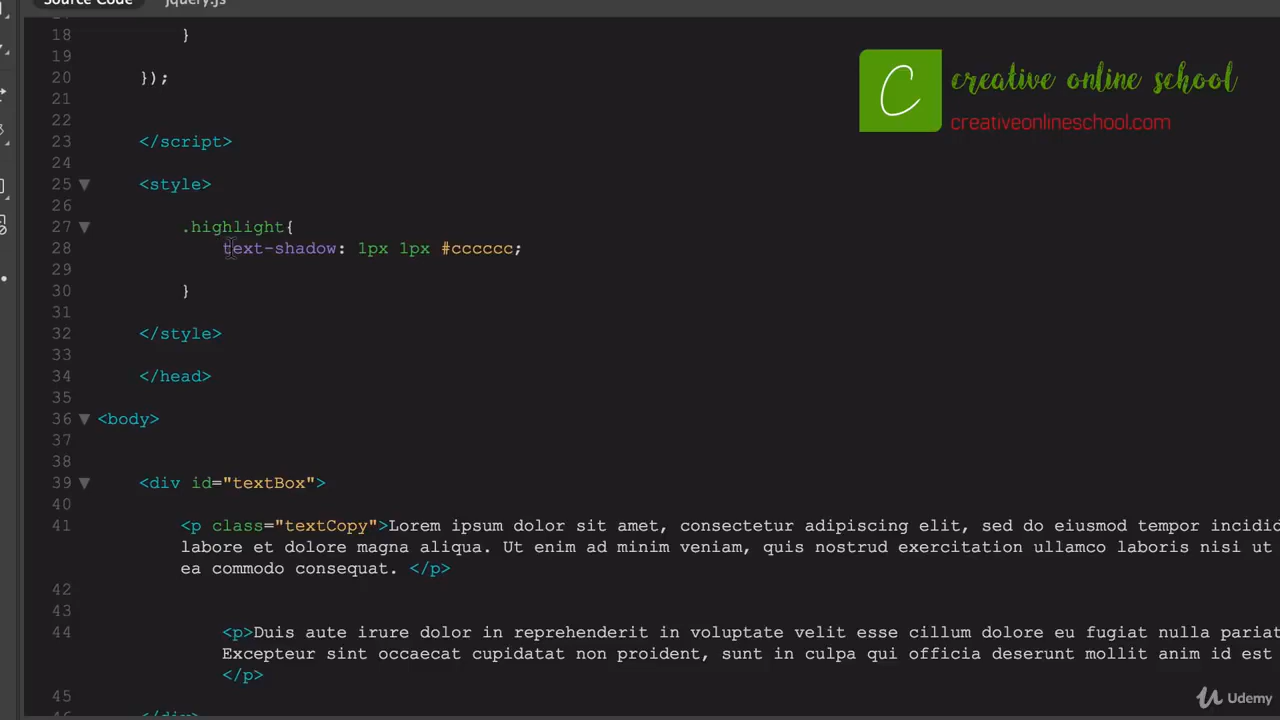 Source Code jquery.js
18 }
19
20 });
21
22
23 </script>
24
25 <style>
26
27 .highlight{
28 text-shadow: 1px 1px #cccccc;
29
30 }
31
32 </style>
33
34 </head>
35
36 <body>
37
38
39 <div id="textBox">
40
41 <p class="textCopy">Lorem ipsum dolor sit amet, consectetur adipiscing elit, sed do eiusmod tempor incidid
labore et dolore magna aliqua. Ut enim ad minim veniam, quis nostrud exercitation ullamco laboris nisi ut
ea commodo consequat. </p>
42
43
44 <p>Duis aute irure dolor in reprehenderit in voluptate velit esse cillum dolore eu fugiat nulla pariat
Excepteur sint occaecat cupidatat non proident, sunt in culpa qui officia deserunt mollit anim id est
</p>
45
46 </div>
C
creative online school
creativeonlineschool.com
Udemy